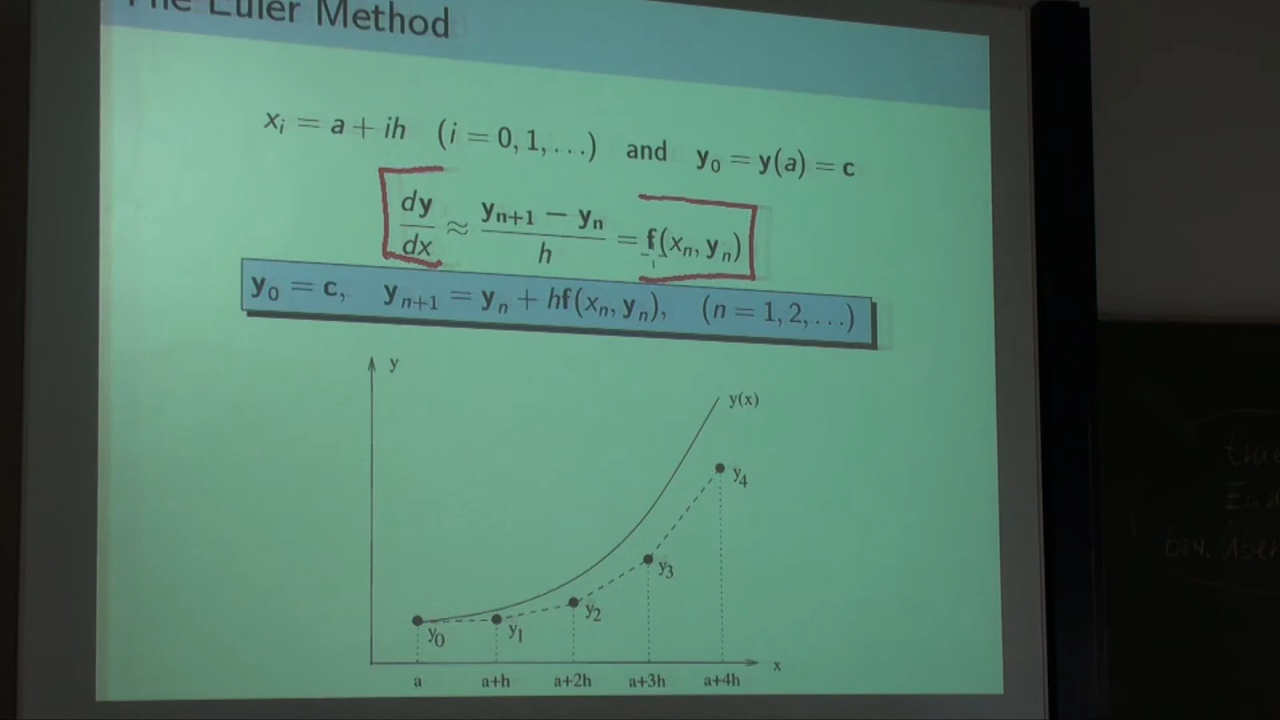 The Euler Method
xᵢ = a + ih (i = 0, 1, …) and y₀ = y(a) = c
dy/dx ≈ (yₙ₊₁ − yₙ)/h = f(xₙ, yₙ)
y₀ = c, yₙ₊₁ = yₙ + hf(xₙ, yₙ), (n = 1, 2, …)
y
y(x)
y₄
y₃
y₂
y₀ y₁
x
a a+h a+2h a+3h a+4h